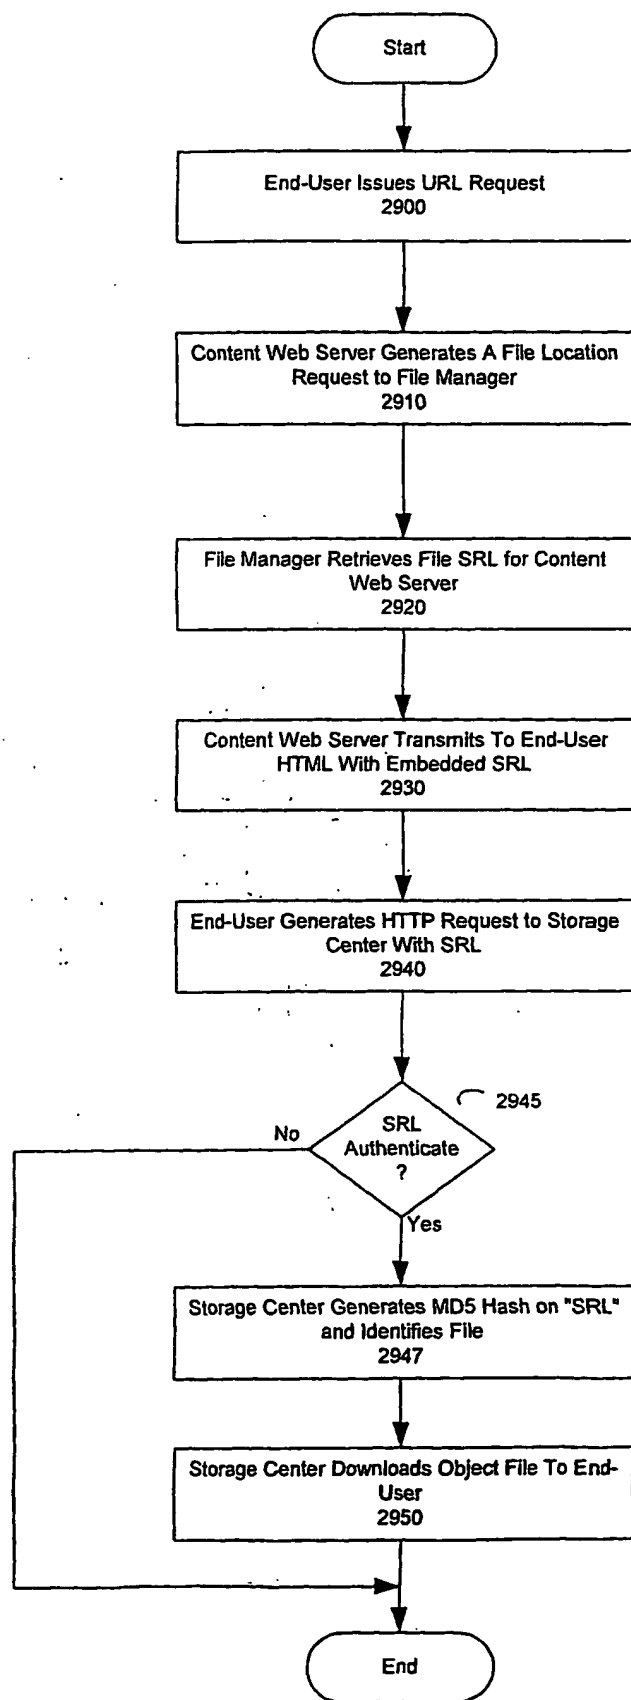 Start
End-User Issues URL Request
2900
Content Web Server Generates A File Location
Request to File Manager
2910
File Manager Retrieves File SRL for Content
Web Server
2920
Content Web Server Transmits To End-User
HTML With Embedded SRL
2930
End-User Generates HTTP Request to Storage
Center With SRL
2940
2945
SRL
Authenticate
?
No
Yes
Storage Center Generates MD5 Hash on "SRL"
and Identifies File
2947
Storage Center Downloads Object File To End-
User
2950
End